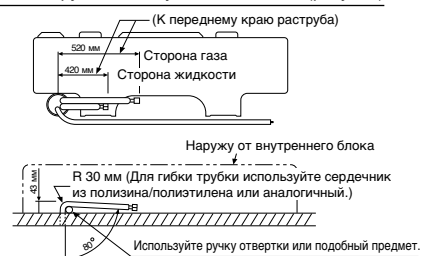 (К переднему краю раструба)
520 мм
Сторона газа
420 мм
Сторона жидкости
Наружу от внутреннего блока
43 мм
R 30 мм (Для гибки трубки используйте сердечник
из полизина/полиэтилена или аналогичный.)
80°
Используйте ручку отвертки или подобный предмет.